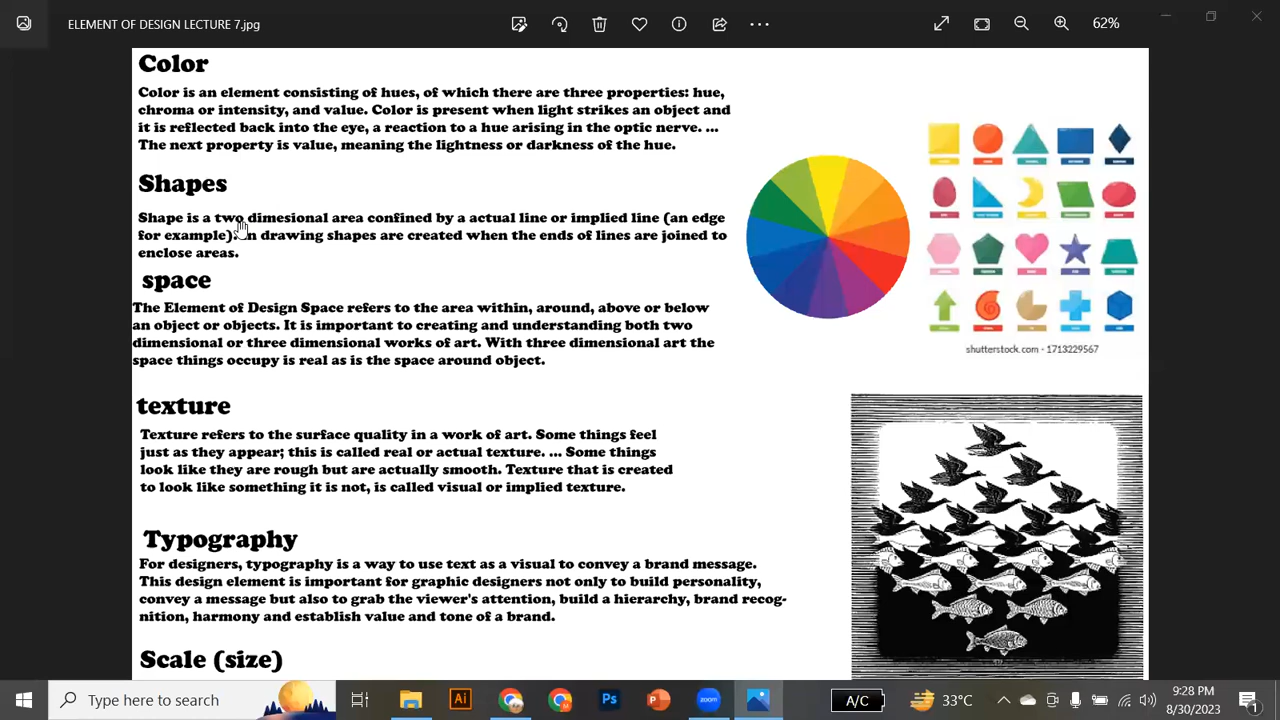 ELEMENT OF DESIGN LECTURE 7.jpg
62%
Color
Color is an element consisting of hues, of which there are three properties: hue,
chroma or intensity, and value. Color is present when light strikes an object and
it is reflected back into the eye, a reaction to a hue arising in the optic nerve. ...
The next property is value, meaning the lightness or darkness of the hue.
Shapes
Shape is a two dimesional area confined by a actual line or implied line (an edge
for example). In drawing shapes are created when the ends of lines are joined to
enclose areas.
space
The Element of Design Space refers to the area within, around, above or below
an object or objects. It is important to creating and understanding both two
dimensional or three dimensional works of art. With three dimensional art the
space things occupy is real as is the space around object.
shutterstock.com · 1713229567
texture
Texture refers to the surface quality in a work of art. Some things feel
just as they appear; this is called real or actual texture. ... Some things
look like they are rough but are actually smooth. Texture that is created
to look like something it is not, is called visual or implied texture.
Typography
For designers, typography is a way to use text as a visual to convey a brand message.
This design element is important for graphic designers not only to build personality,
convey a message but also to grab the viewer's attention, build a hierarchy, brand recog-
nition, harmony and establish value and tone of a brand.
Scale (size)
Type here to search
Ai
Ps
P
zoom
A/C
33°C
9:28 PM
8/30/2023
1